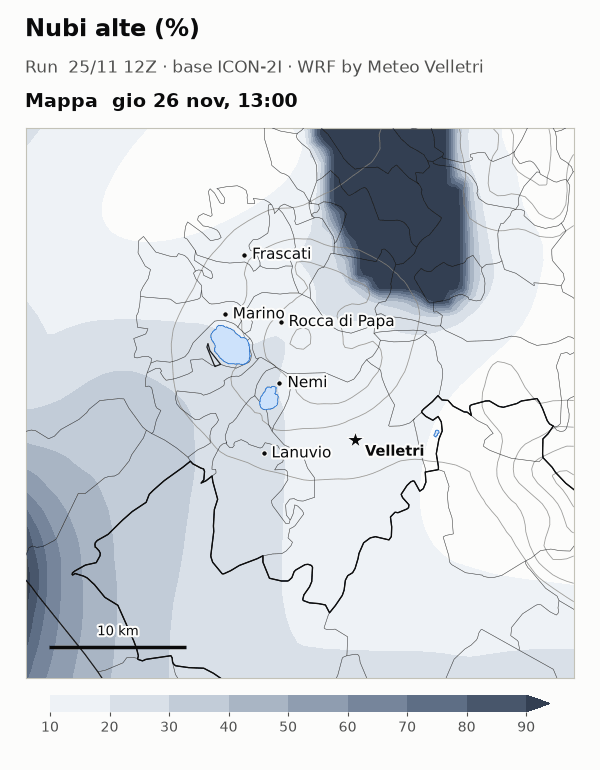 Nubi alte (%)
Run  25/11 12Z · base ICON-2I · WRF by Meteo Velletri
Mappa  gio 26 nov, 13:00
Frascati
Marino
Rocca di Papa
Nemi
Velletri
Lanuvio
10 km
10 20 30 40 50 60 70 80 90